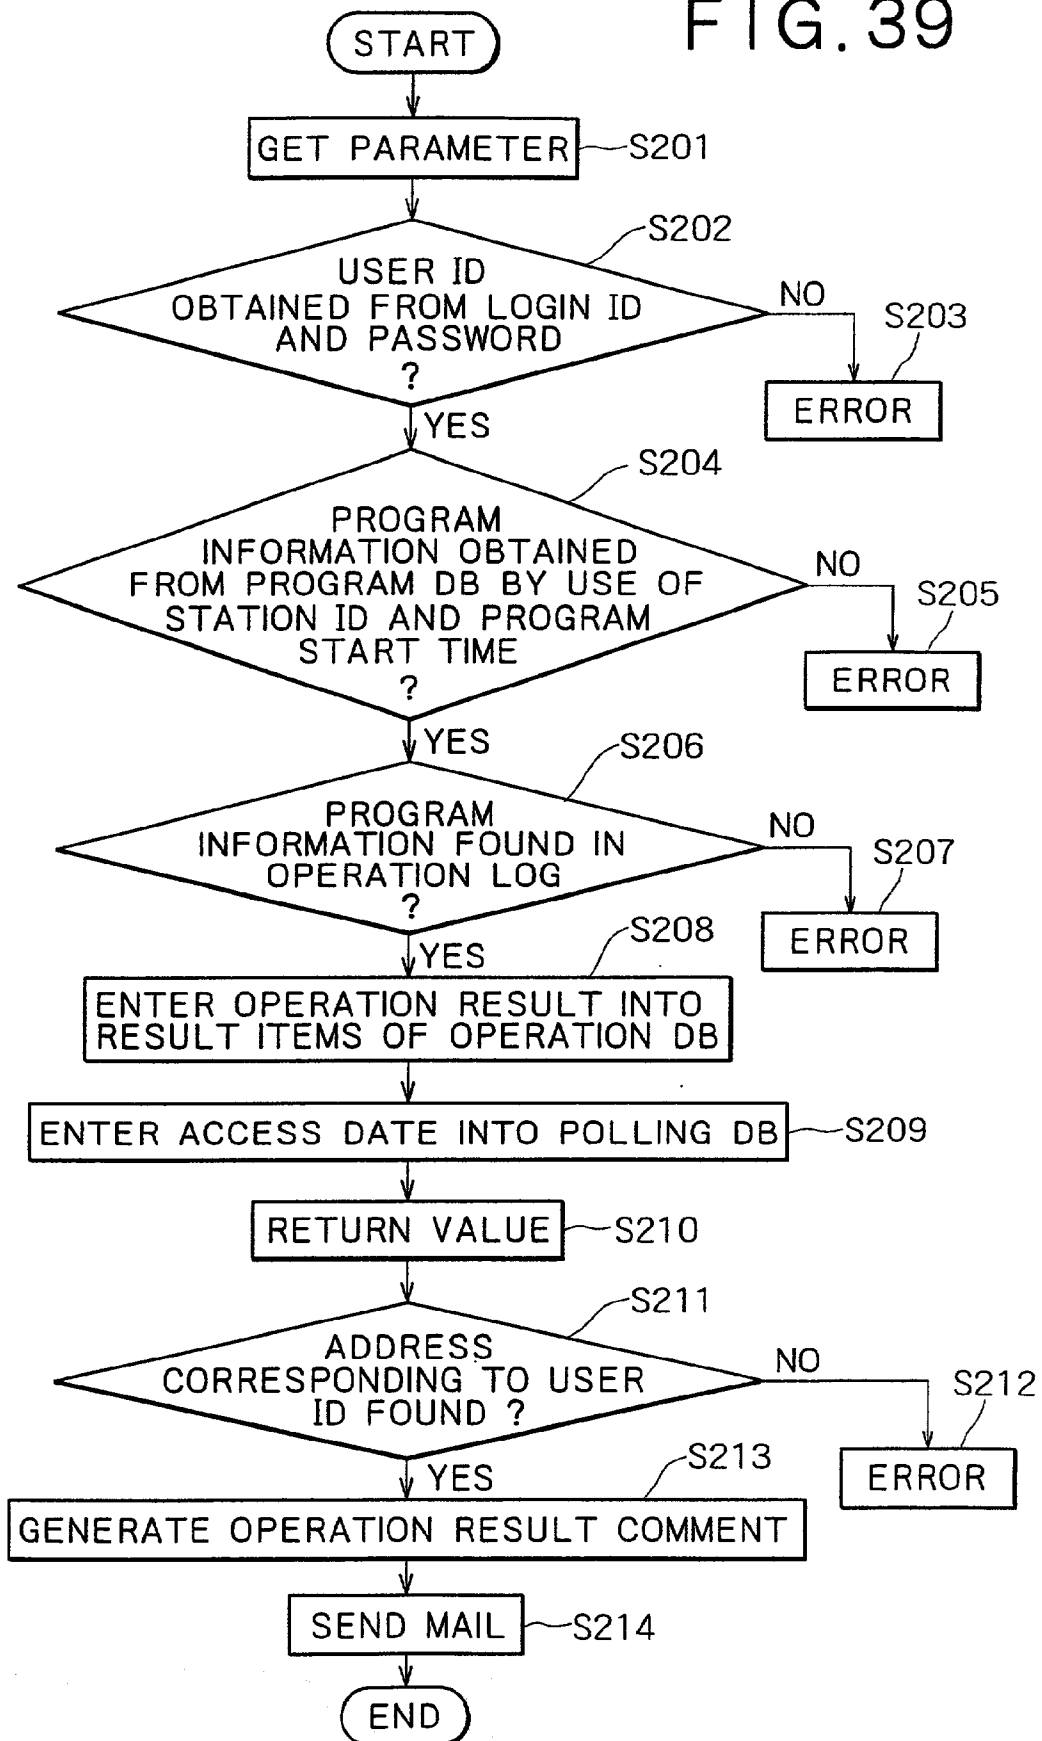 FIG. 39
START
GET PARAMETER
S201
S202
USER ID
OBTAINED FROM LOGIN ID
AND PASSWORD
?
NO
S203
ERROR
YES
S204
PROGRAM
INFORMATION OBTAINED
FROM PROGRAM DB BY USE OF
STATION ID AND PROGRAM
START TIME
?
NO
S205
ERROR
YES
S206
PROGRAM
INFORMATION FOUND IN
OPERATION LOG
?
NO
S207
ERROR
YES
S208
ENTER OPERATION RESULT INTO
RESULT ITEMS OF OPERATION DB
ENTER ACCESS DATE INTO POLLING DB
S209
RETURN VALUE
S210
S211
ADDRESS
CORRESPONDING TO USER
ID FOUND ?
NO
S212
ERROR
YES
S213
GENERATE OPERATION RESULT COMMENT
SEND MAIL
S214
END